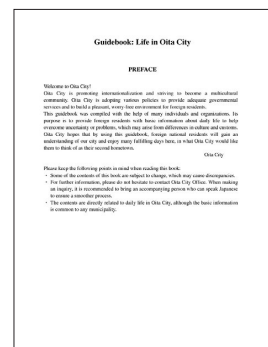 Guidebook: Life in Oita City
PREFACE
Welcome to Oita City!
Oita City is promoting internationalization and striving to become a multicultural
community. Oita City is adopting various policies to provide adequate governmental
services and to build a pleasant, worry-free environment for foreign residents.
This guidebook was compiled with the help of many individuals and organizations. Its
purpose is to provide foreign residents with basic information about daily life to help
overcome uncertainty or problems, which may arise from differences in culture and customs.
Oita City hopes that by using this guidebook, foreign national residents will gain an
understanding of our city and enjoy many fulfilling days here, in what Oita City would like
them to think of as their second hometown.
Oita City
Please keep the following points in mind when reading this book:
・ Some of the contents of this book are subject to change, which may cause discrepancies.
・ For further information, please do not hesitate to contact Oita City Office. When making
an inquiry, it is recommended to bring an accompanying person who can speak Japanese
to ensure a smoother process.
・ The contents are directly related to daily life in Oita City, although the basic information
is common to any municipality.